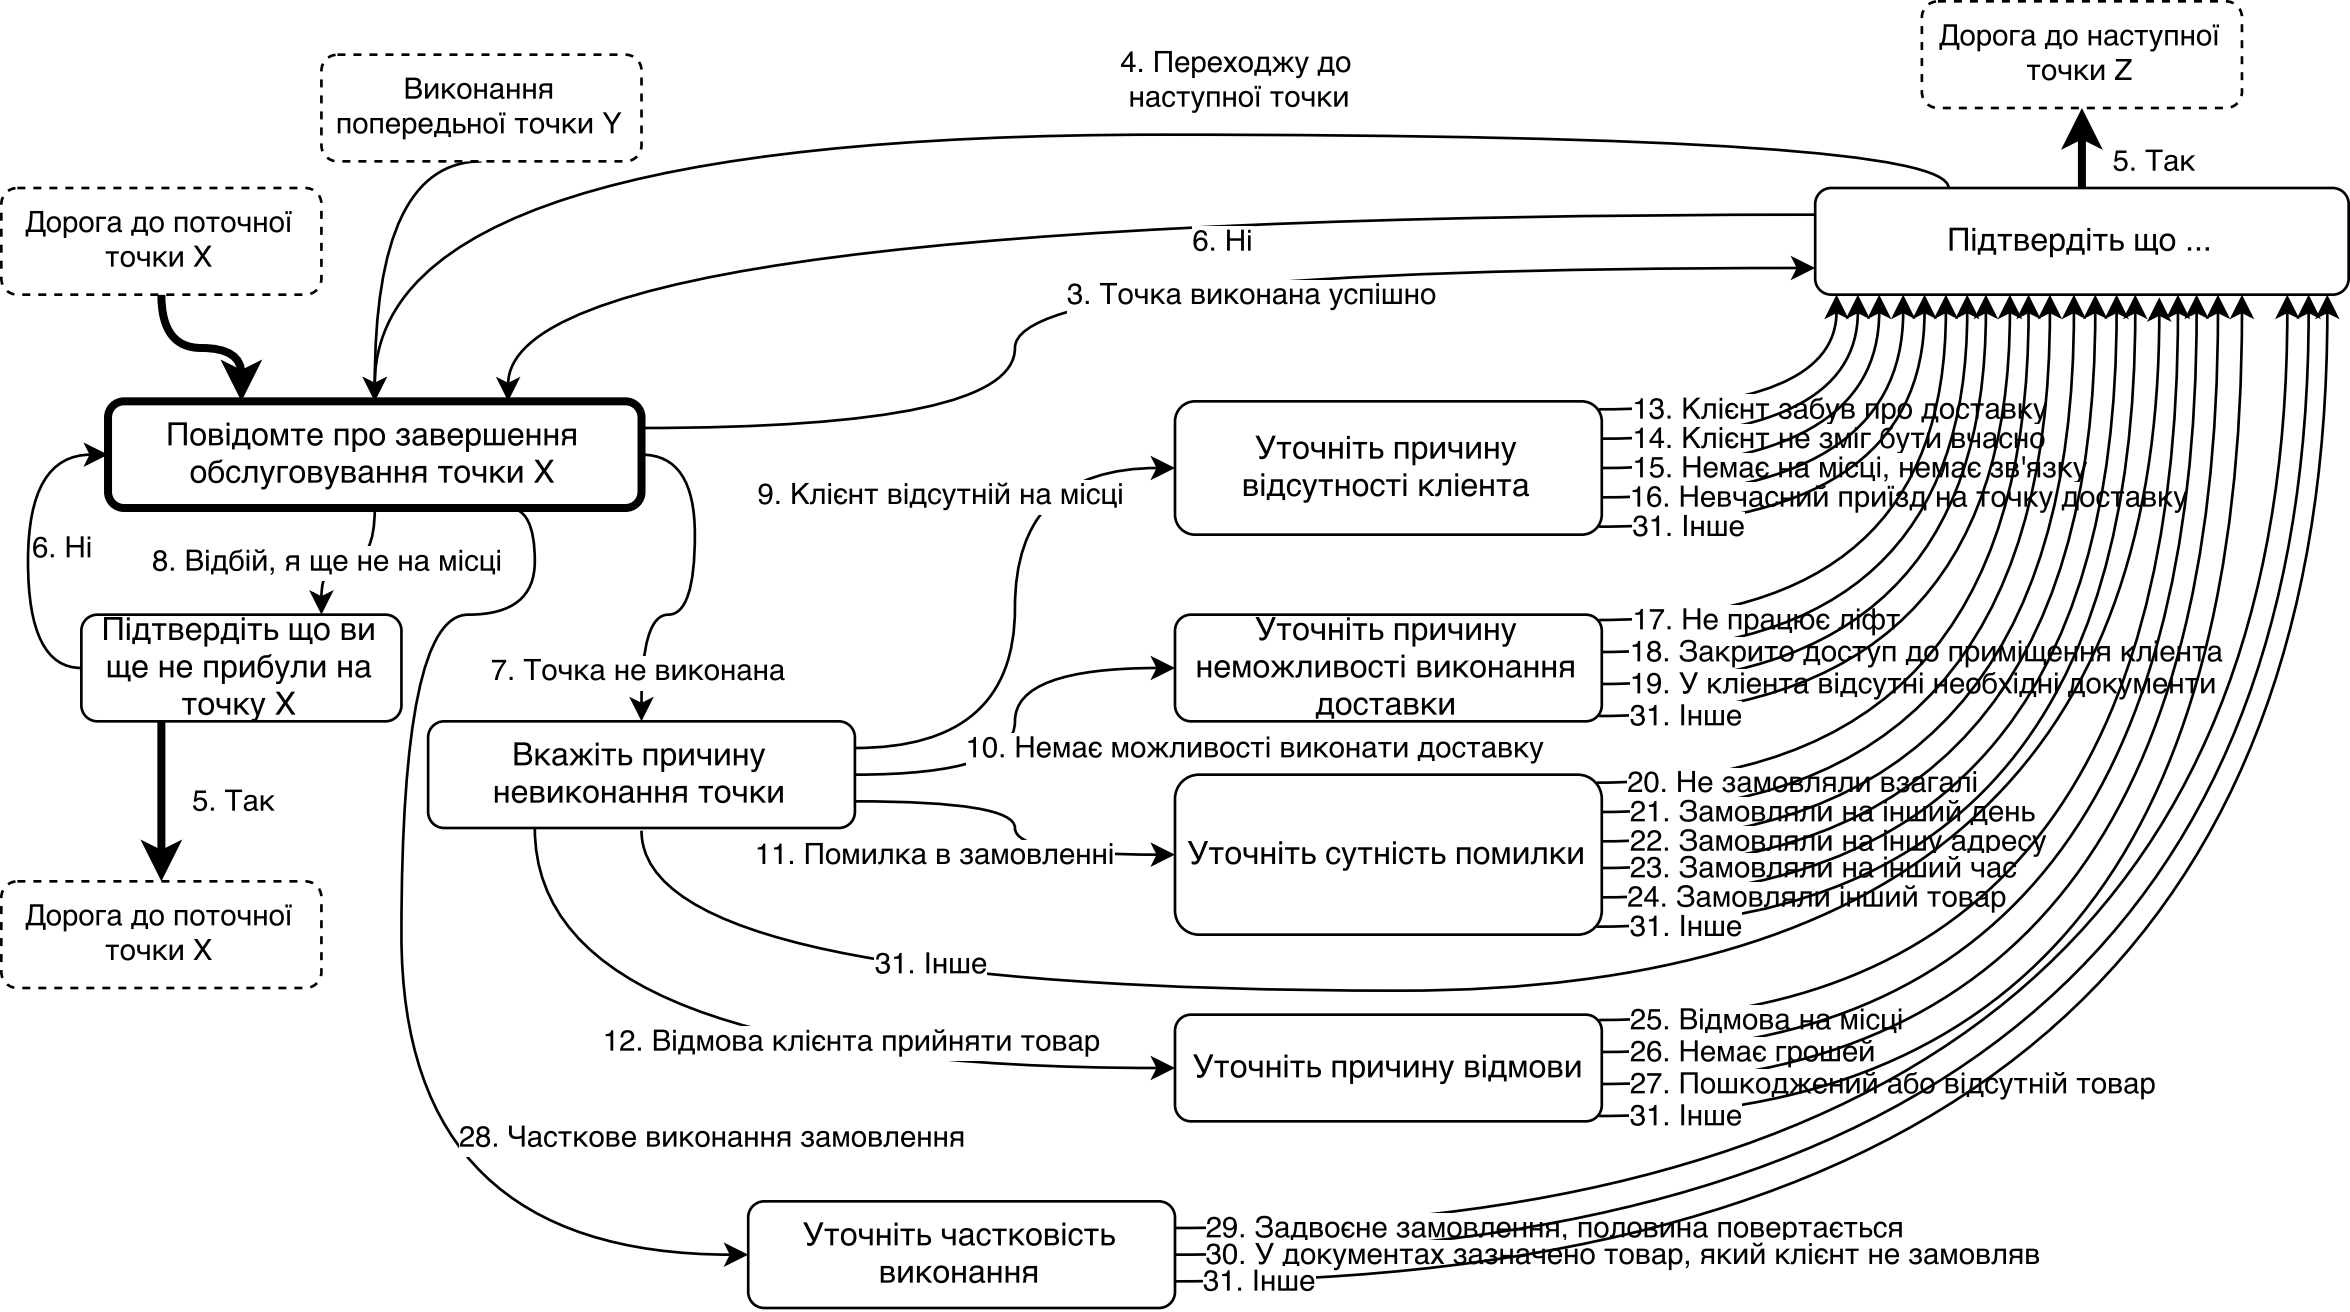 Дорога до наступної
точки Z
4. Переходжу до
наступної точки
Виконання
попередьної точки Y
5. Так
Дорога до поточної
точки X
Підтвердіть що ...
6. Ні
3. Точка виконана успішно
Повідомте про завершення
обслуговування точки X
Уточніть причину
відсутності клієнта
13. Клієнт забув про доставку
14. Клієнт не зміг бути вчасно
15. Немає на місці, немає зв'язку
16. Невчасний приїзд на точку доставку
31. Інше
9. Клієнт відсутній на місці
6. Ні
8. Відбій, я ще не на місці
Підтвердіть що ви
ще не прибули на
точку X
7. Точка не виконана
Уточніть причину
неможливості виконання
доставки
17. Не працює ліфт
18. Закрито доступ до приміщення клієнта
19. У клієнта відсутні необхідні документи
31. Інше
10. Немає можливості виконати доставку
Вкажіть причину
невиконання точки
5. Так
11. Помилка в замовленні
Уточніть сутність помилки
20. Не замовляли взагалі
21. Замовляли на інший день
22. Замовляли на іншу адресу
23. Замовляли на інший час
24. Замовляли інший товар
31. Інше
Дорога до поточної
точки X
31. Інше
12. Відмова клієнта прийняти товар
Уточніть причину відмови
25. Відмова на місці
26. Немає грошей
27. Пошкоджений або відсутній товар
31. Інше
28. Часткове виконання замовлення
Уточніть частковість
виконання
29. Задвоєне замовлення, половина повертається
30. У документах зазначено товар, який клієнт не замовляв
31. Інше